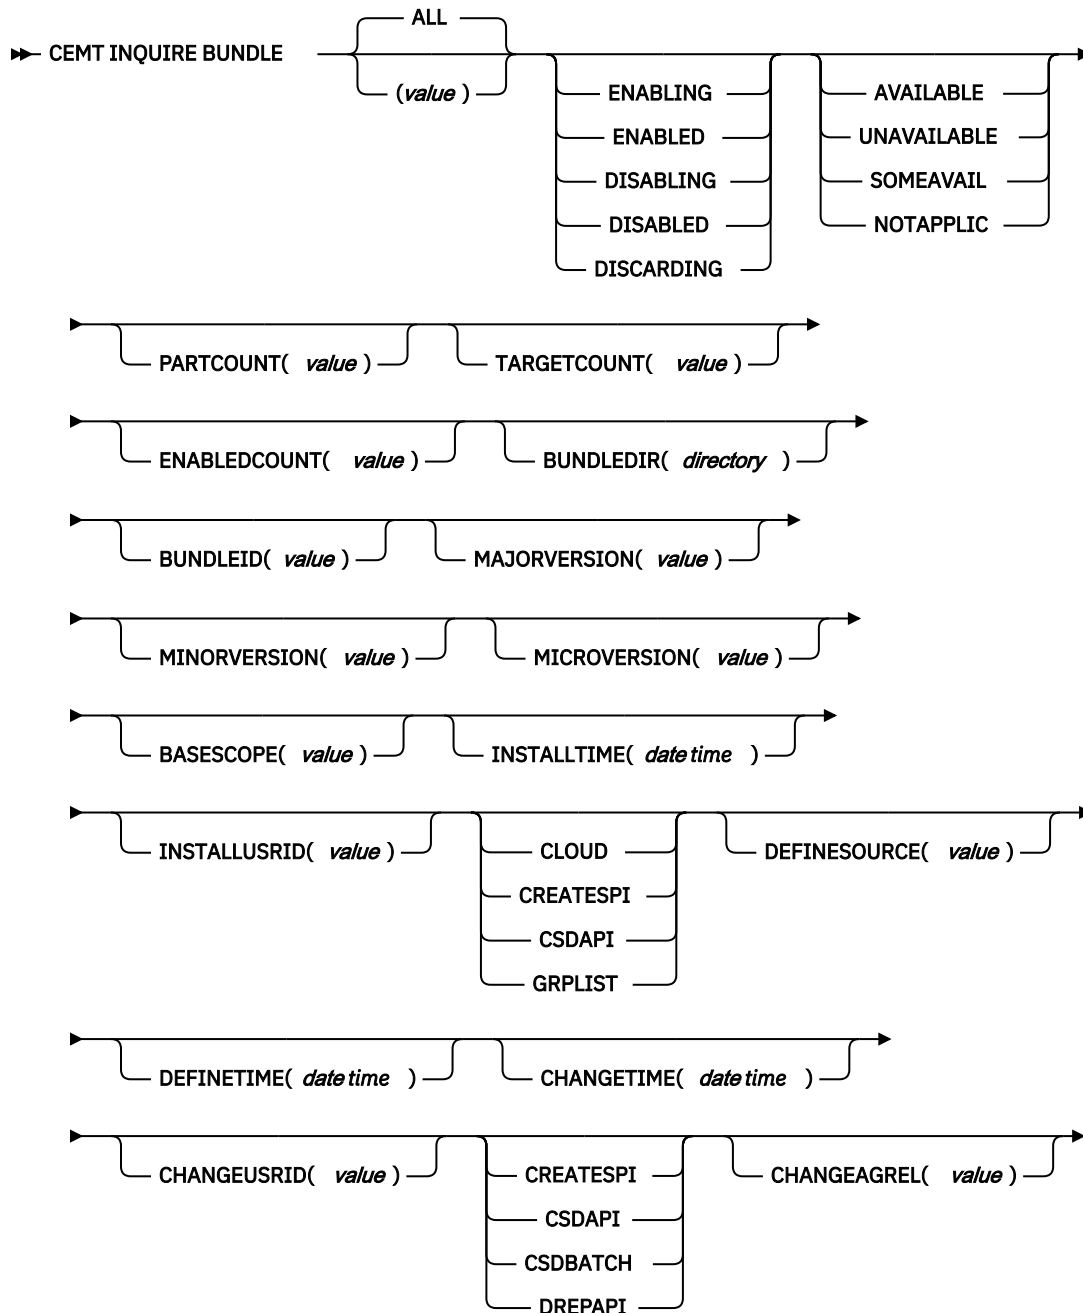 ALL
CEMT INQUIRE BUNDLE
(value)
ENABLING
AVAILABLE
ENABLED
UNAVAILABLE
DISABLING
SOMEAVAIL
DISABLED
NOTAPPLIC
DISCARDING
PARTCOUNT( value ) TARGETCOUNT( value )
ENABLEDCOUNT( value ) BUNDLEDIR( directory )
BUNDLEID( value ) MAJORVERSION( value )
MINORVERSION( value ) MICROVERSION( value )
BASESCOPE( value ) INSTALLTIME( date time )
INSTALLUSRID( value ) CLOUD DEFINESOURCE( value )
CREATESPI
CSDAPI
GRPLIST
DEFINETIME( date time ) CHANGETIME( date time )
CHANGEUSRID( value ) CREATESPI CHANGEAGREL( value )
CSDAPI
CSDBATCH
DREPAPI